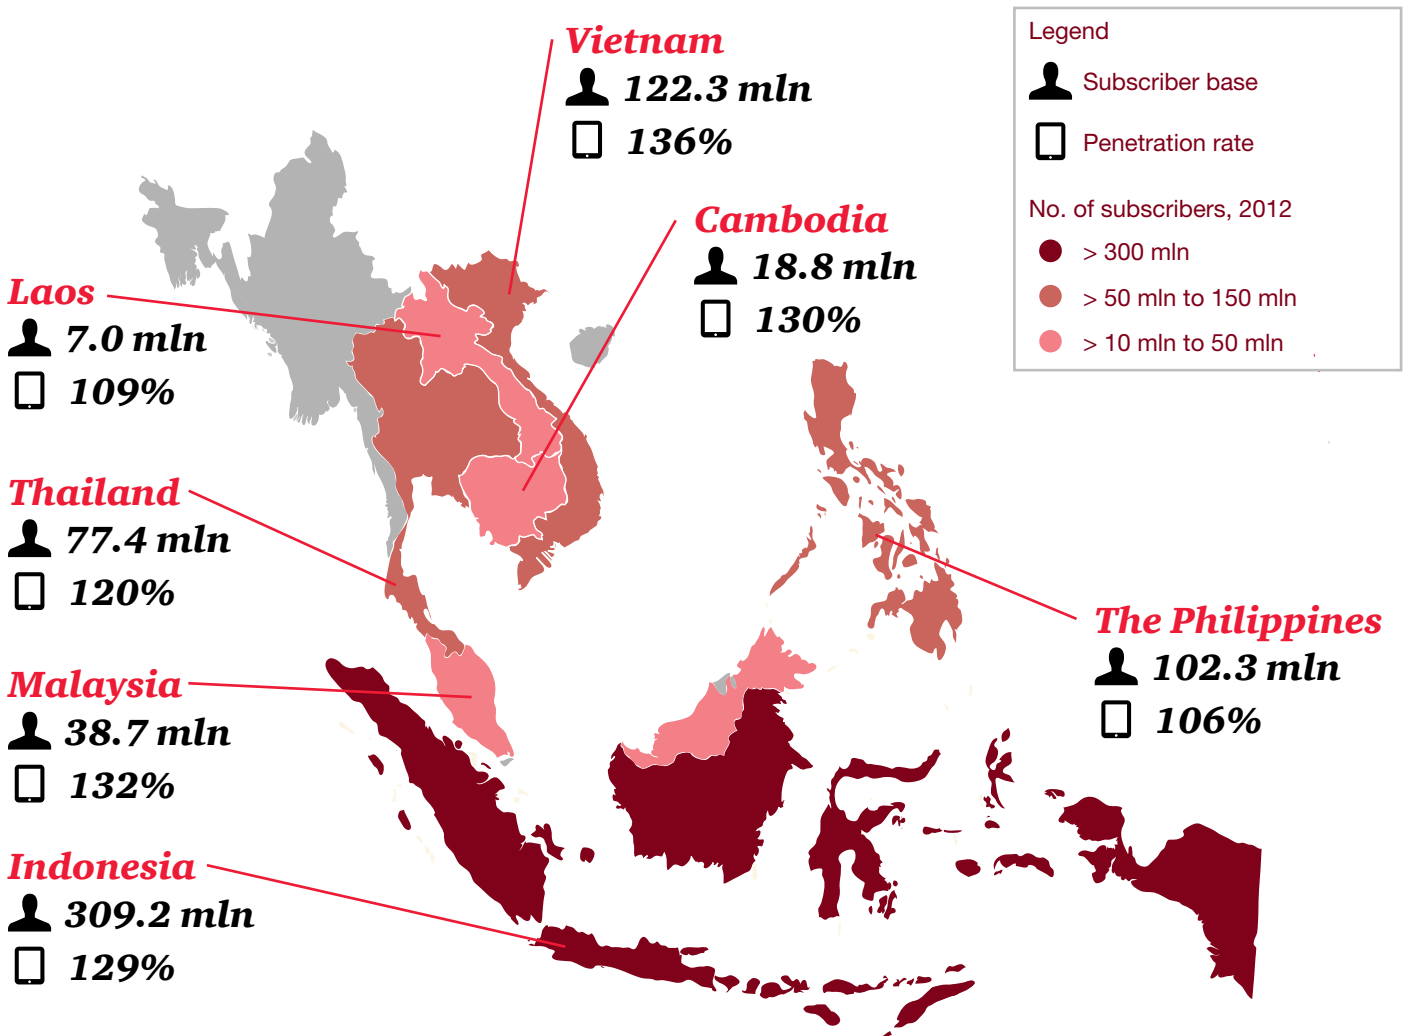 Vietnam
122.3 mln
136%
Cambodia
18.8 mln
130%
Laos
7.0 mln
109%
Thailand
77.4 mln
120%
Malaysia
38.7 mln
132%
Indonesia
309.2 mln
129%
The Philippines
102.3 mln
106%
Legend
Subscriber base
Penetration rate
No. of subscribers, 2012
> 300 mln
> 50 mln to 150 mln
> 10 mln to 50 mln